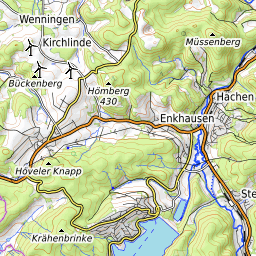 Wenningen
Kirchlinde
Müssenberg
Bückenberg
Hömberg
430
Hachen
Enkhausen
Höveler Knapp
Ste
Krähenbrinke